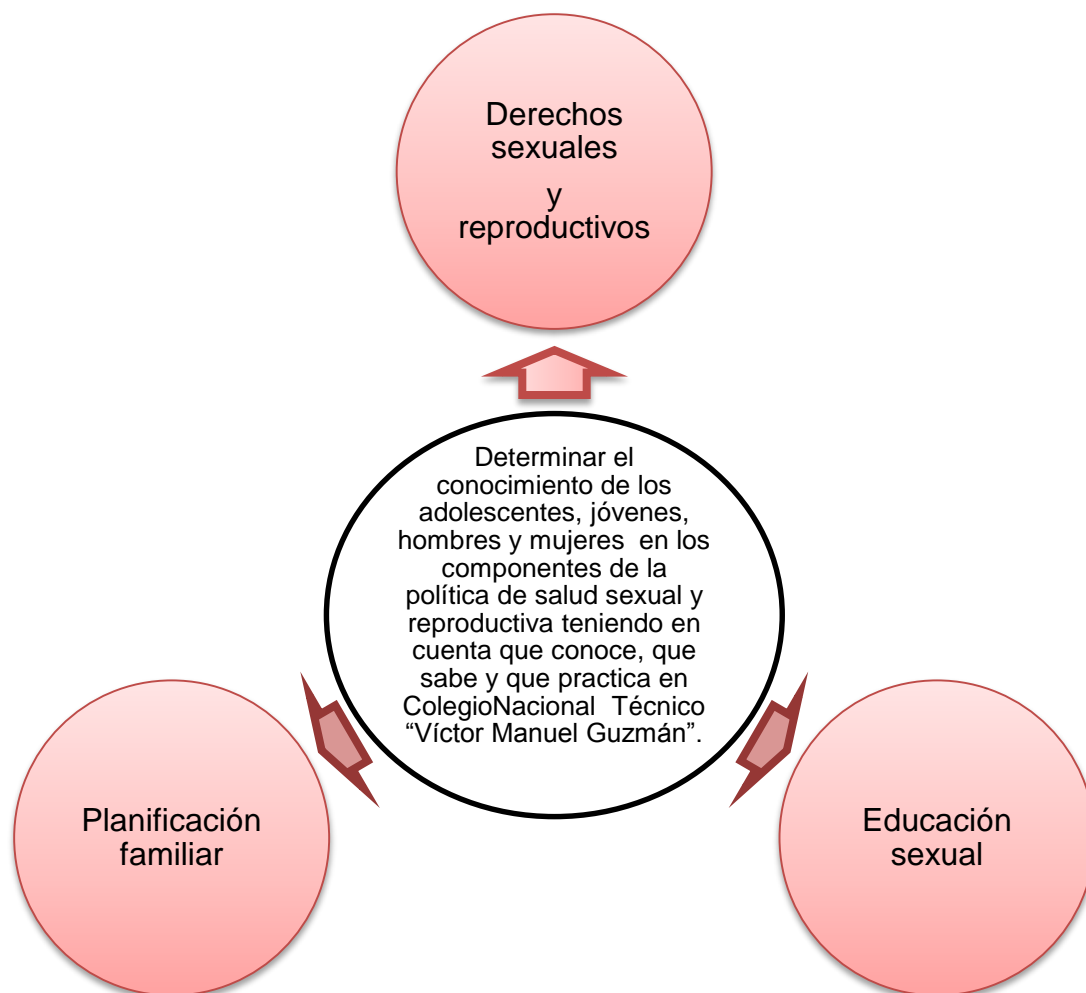 Derechos
sexuales
y
reproductivos
Determinar el
conocimiento de los
adolescentes, jóvenes,
hombres y mujeres  en los
componentes de la
política de salud sexual y
reproductiva teniendo en
cuenta que conoce, que
sabe y que practica en
ColegioNacional  Técnico
“Víctor Manuel Guzmán”.
Planificación
familiar
Educación
sexual